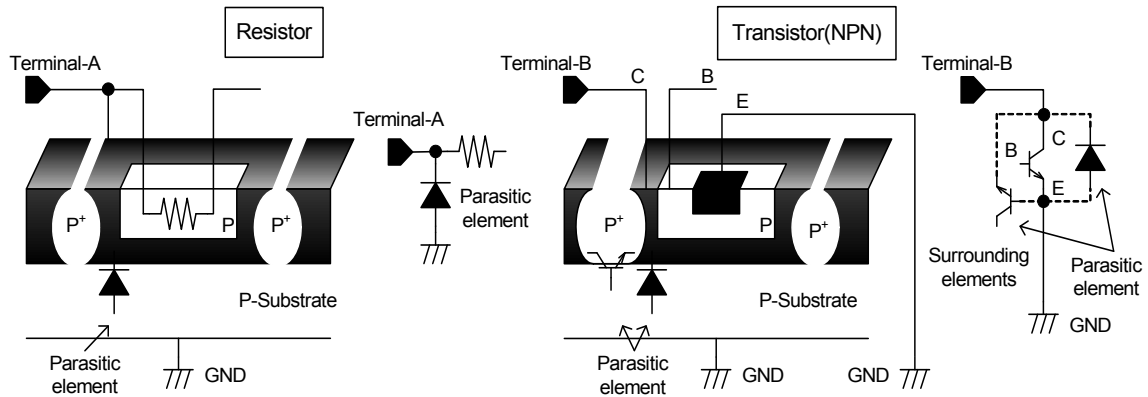 Resistor
Terminal-A
P+
P
P+
P-Substrate
Parasitic
element
GND
Terminal-A
Parasitic
element
Transistor(NPN)
Terminal-B
C
B
E
P+
P
P+
P-Substrate
Parasitic
element
GND
GND
Terminal-B
B
C
E
Surrounding
elements
Parasitic
element
GND